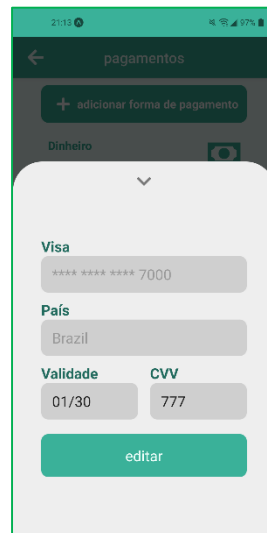 21:13 97%
pagamentos
+ adicionar forma de pagamento
Dinheiro
Visa
**** **** **** 7000
País
Brazil
Validade CVV
01/30 777
editar